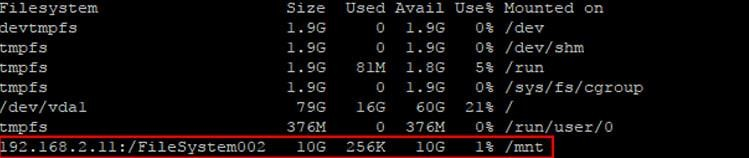 Filesystem Size Used Avail Use% Mounted on
devtmpfs 1.9G 0 1.9G 0% /dev
tmpfs 1.9G 0 1.9G 0% /dev/shm
tmpfs 1.9G 81M 1.8G 5% /run
tmpfs 1.9G 0 1.9G 0% /sys/fs/cgroup
/dev/vda1 79G 16G 60G 21% /
tmpfs 376M 0 376M 0% /run/user/0
192.168.2.11:/FileSystem002 10G 256K 10G 1% /mnt